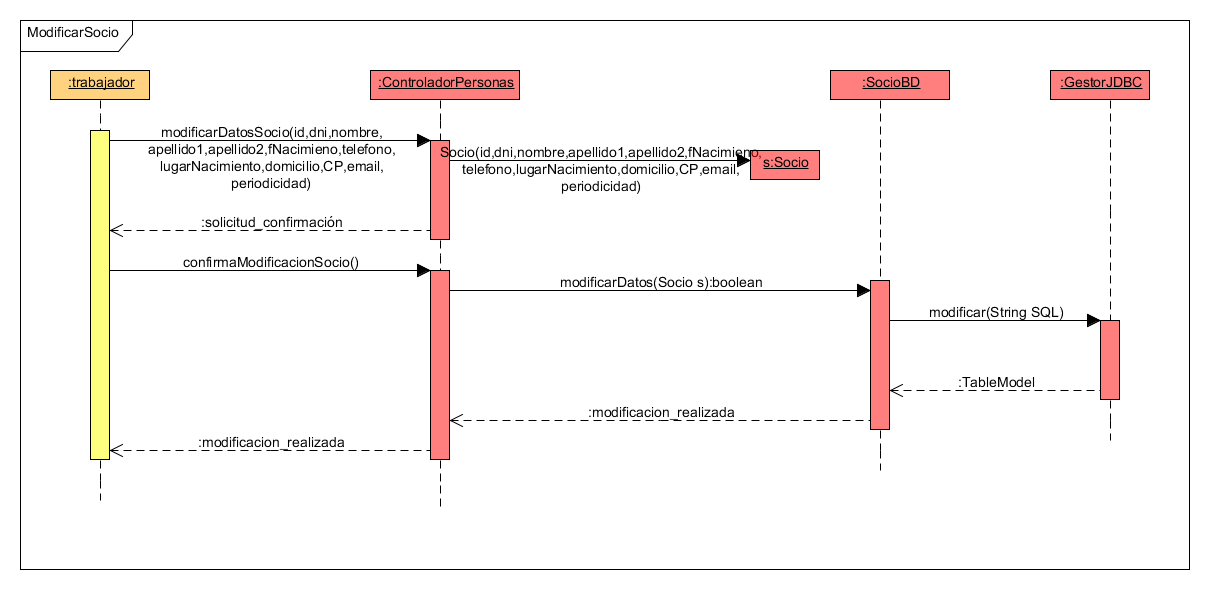 ModificarSocio
:trabajador
:ControladorPersonas
:SocioBD
:GestorJDBC
modificarDatosSocio(id,dni,nombre,
apellido1,apellido2,fNacimieno,telefono,
lugarNacimiento,domicilio,CP,email,
periodicidad)
Socio(id,dni,nombre,apellido1,apellido2,fNacimieno,
telefono,lugarNacimiento,domicilio,CP,email,
periodicidad)
s:Socio
:solicitud_confirmación
confirmaModificacionSocio()
modificarDatos(Socio s):boolean
modificar(String SQL)
:TableModel
:modificacion_realizada
:modificacion_realizada